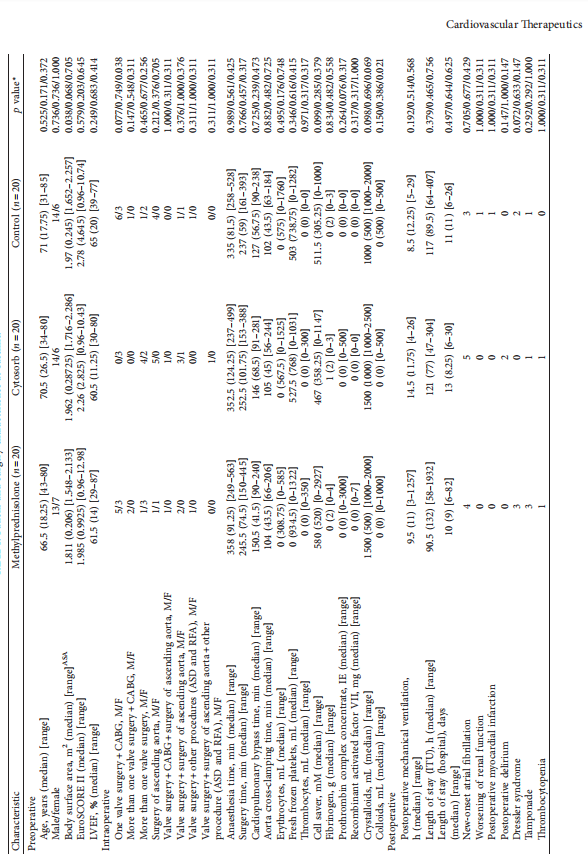 Cardiovascular Therapeutics
Characteristic Methylprednisolone (n = 20) Cytosorb (n = 20) Control (n = 20) p value*
Preoperative
Age, years (median) [range] 66.5 (18.25) [43–80] 70.5 (26.5) [34–80] 71 (17.75) [31–85] 0.525/0.171/0.372
Male/female 13/7 14/6 14/6 0.736/0.736/1.000
Body surface area, m2 (median) [range]ASA 1.811 (0.206) [1.548–2.133] 1.962 (0.28725) [1.716–2.286] 1.97 (0.245) [1.652–2.257] 0.038/0.068/0.705
EuroSCORE II (median) [range] 1.985 (0.9925) [0.96–12.98] 2.26 (2.825) [0.96–10.43] 2.78 (4.645) [0.96–10.74] 0.579/0.203/0.645
LVEF, % (median) [range] 61.5 (14) [29–87] 60.5 (11.25) [30–80] 65 (20) [39–77] 0.249/0.683/0.414
Intraoperative
One valve surgery + CABG, M/F 5/3 0/3 6/3 0.077/0.749/0.038
More than one valve surgery + CABG, M/F 2/0 0/0 1/0 0.147/0.548/0.311
More than one valve surgery, M/F 1/3 4/2 1/2 0.465/0.677/0.256
Surgery of ascending aorta, M/F 1/1 5/0 4/0 0.212/0.376/0.705
Valve surgery + CABG + surgery of ascending aorta, M/F 1/0 1/0 0/0 1.000/0.311/0.311
Valve surgery + surgery of ascending aorta, M/F 2/0 3/1 1/1 0.376/1.000/0.376
Valve surgery + other procedures (ASD and RFA), M/F 1/0 0/0 1/0 0.311/1.000/0.311
Valve surgery + surgery of ascending aorta + other
procedure (ASD and RFA), M/F 0/0 1/0 0/0 0.311/1.000/0.311
Anaesthesia time, min (median) [range] 358 (91.25) [249–563] 352.5 (124.25) [237–499] 335 (81.5) [258–528] 0.989/0.561/0.425
Surgery time, min (median) [range] 245.5 (74.5) [150–445] 252.5 (101.75) [153–388] 237 (59) [161–393] 0.766/0.457/0.317
Cardiopulmonary bypass time, min (median) [range] 150.5 (41.5) [90–240] 146 (68.5) [91–281] 127 (56.75) [90–238] 0.725/0.239/0.473
Aorta cross-clamping time, min (median) [range] 104 (43.5) [66–206] 105 (45) [56–244] 102 (43.5) [63–184] 0.882/0.482/0.725
Erythrocytes, mL (median) [range] 0 (308.75) [0–585] 0 (567.5) [0–1525] 0 (575) [0–1760] 0.495/0.176/0.748
Fresh frozen platelets, mL (median) [range] 0 (934.5) [0–1322] 527.5 (768) [0–1031] 503 (738.75) [0–1282] 0.346/0.616/0.415
Thrombocytes, mL (median) [range] 0 (0) [0–350] 0 (0) [0–300] 0 (0) [0–0] 0.971/0.317/0.317
Cell saver, mM (median) [range] 580 (520) [0–2927] 467 (358.25) [0–1147] 511.5 (305.25) [0–1000] 0.099/0.285/0.379
Fibrinogen, g (median) [range] 0 (2) [0–4] 1 (2) [0–3] 0 (2) [0–3] 0.834/0.482/0.558
Prothrombin complex concentrate, IE (median) [range] 0 (0) [0–3000] 0 (0) [0–500] 0 (0) [0–0] 0.264/0.076/0.317
Recombinant activated factor VII, mg (median) [range] 0 (0) [0–7] 0 (0) [0–0] 0 (0) [0–0] 0.317/0.317/1.000
Crystalloids, mL (median) [range] 1500 (500) [1000–2000] 1500 (1000) [1000–2500] 1000 (500) [1000–2000] 0.098/0.696/0.069
Colloids, mL (median) [range] 0 (0) [0–1000] 0 (0) [0–500] 0 (500) [0–500] 0.150/0.386/0.021
Postoperative
Postoperative mechanical ventilation,
h (median) [range] 9.5 (11) [3–1257] 14.5 (11.75) [4–26] 8.5 (12.25) [5–29] 0.192/0.514/0.568
Length of stay (ITU), h (median) [range] 90.5 (132) [58–1932] 121 (77) [47–304] 117 (89.5) [64–407] 0.379/0.465/0.756
Length of stay (hospital), days
(median) [range] 10 (9) [6–82] 13 (8.25) [6–30] 11 (11) [6–26] 0.497/0.644/0.625
New-onset atrial fibrillation 4 5 3 0.705/0.677/0.429
Worsening of renal function 0 0 1 1.000/0.311/0.311
Postoperative myocardial infarction 0 0 1 1.000/0.311/0.311
Postoperative delirium 0 2 0 0.147/1.000/0.147
Dressler syndrome 3 0 2 0.072/0.633/0.147
Tamponade 3 1 1 0.292/0.292/1.000
Thrombocytopenia 1 1 0 1.000/0.311/0.311